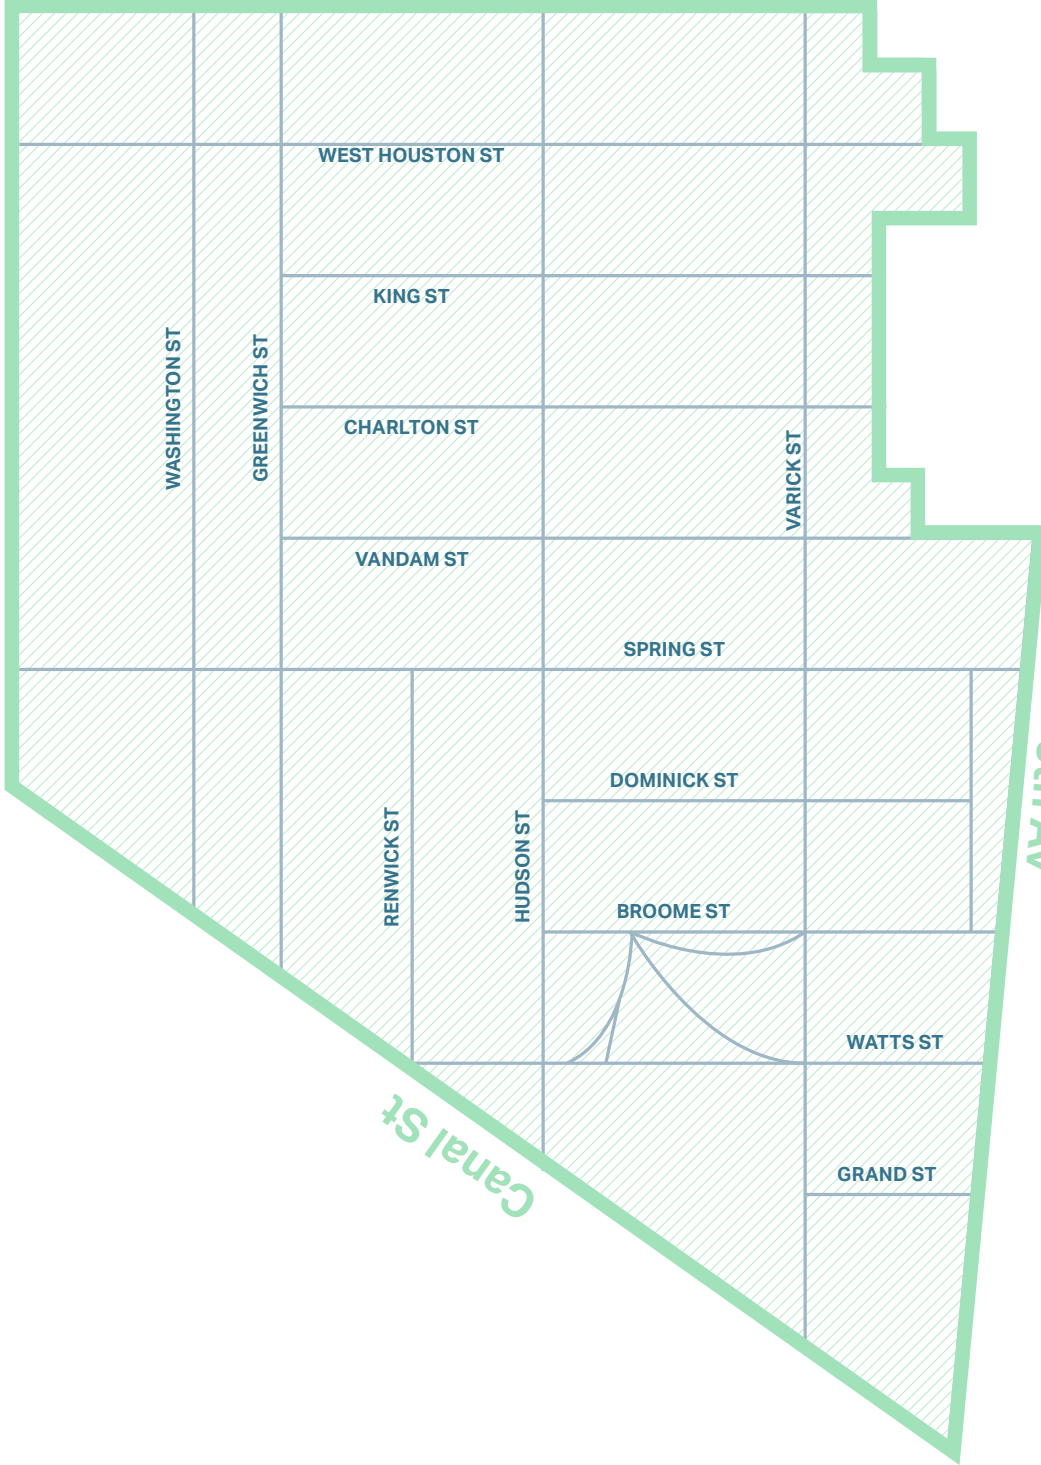 WEST HOUSTON ST
KING ST
WASHINGTON ST
GREENWICH ST
CHARLTON ST
VARICK ST
VANDAM ST
SPRING ST
DOMINICK ST
RENWICK ST
HUDSON ST
BROOME ST
WATTS ST
Canal St
GRAND ST